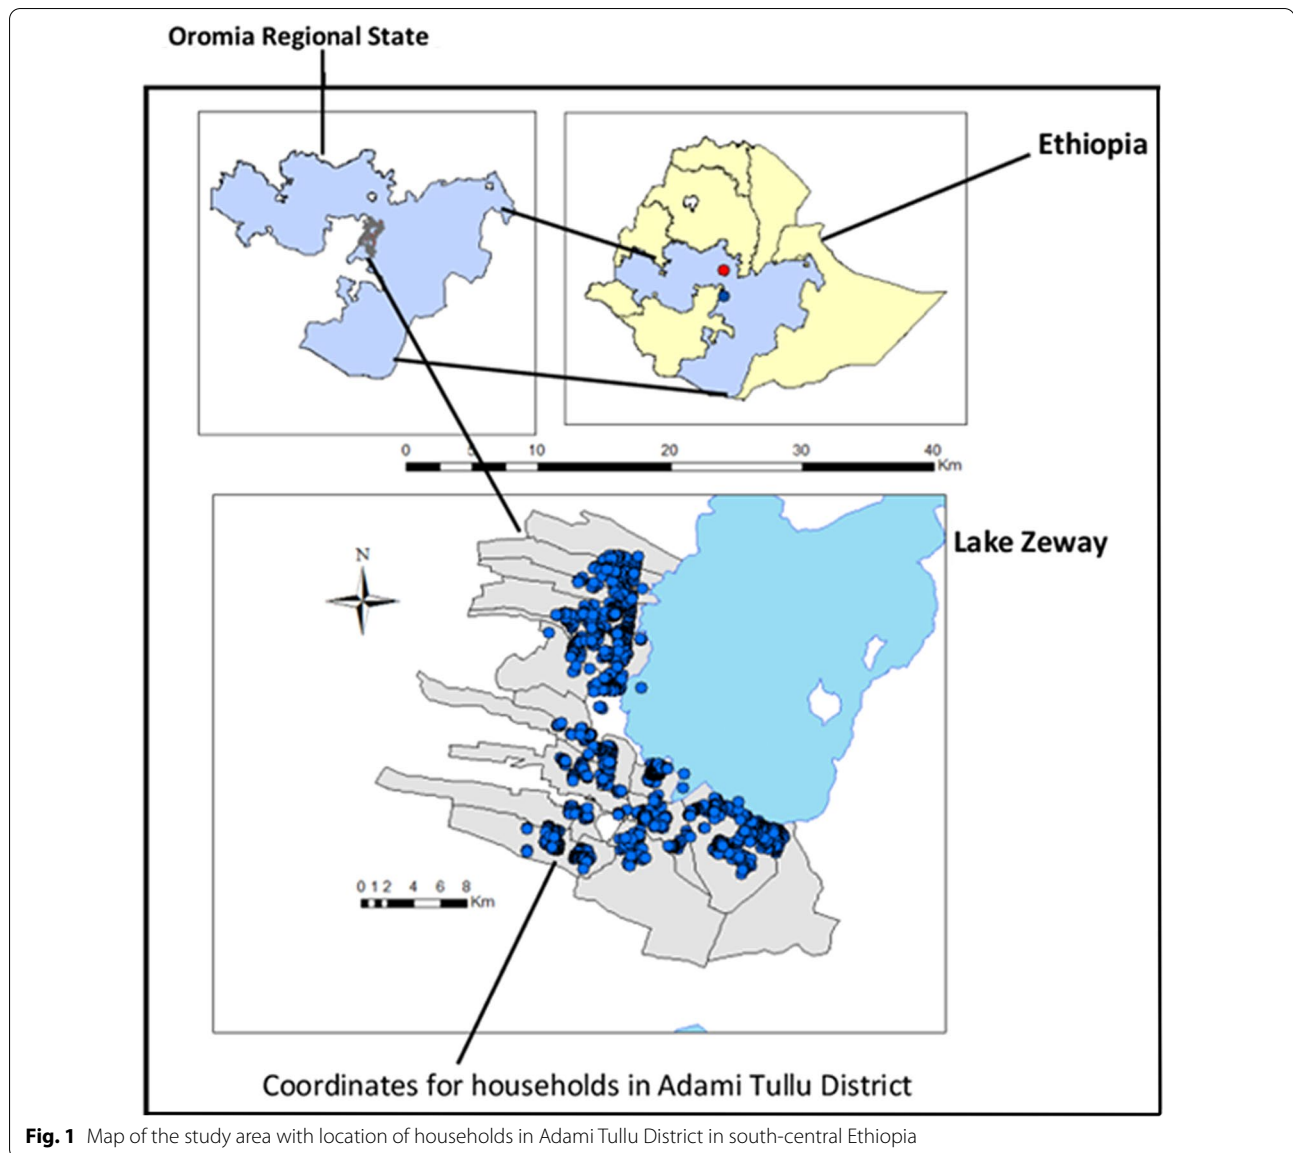 Oromia Regional State
Ethiopia
0 5 10 20 30 40 Km
Lake Zeway
N
0 1 2 4 6 8 Km
Coordinates for households in Adami Tullu District
Fig. 1 Map of the study area with location of households in Adami Tullu District in south-central Ethiopia